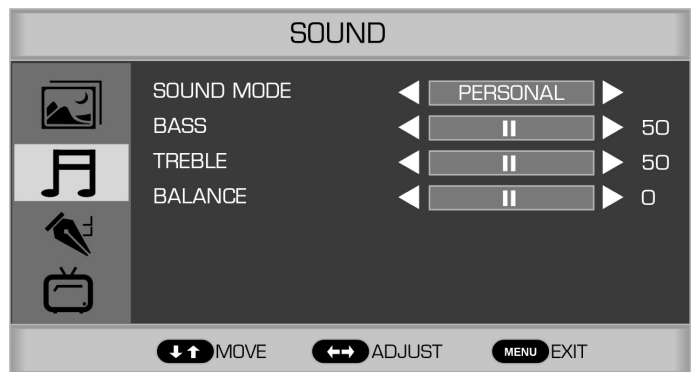 SOUND
SOUND MODE PERSONAL
BASS 50
TREBLE 50
BALANCE 0
MOVE ADJUST MENU EXIT